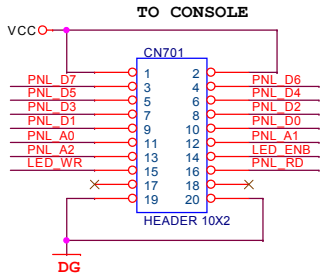 TO CONSOLE
VCC
CN701
1 2
PNL_D7 3 4 PNL_D6
PNL_D5 5 6 PNL_D4
PNL_D3 7 8 PNL_D2
PNL_D1 9 10 PNL_D0
PNL_A0 11 12 PNL_A1
PNL_A2 13 14 LED_ENB
LED_WR 15 16 PNL_RD
17 18
19 20
HEADER 10X2
DG